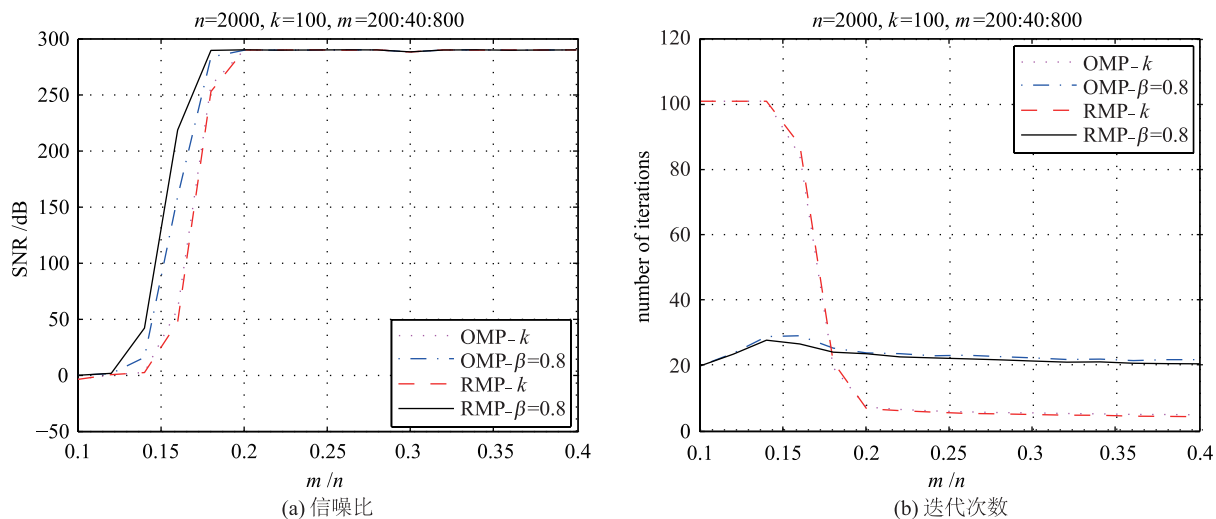 n=2000, k=100, m=200:40:800
300
250
200
150
100
50
0
−50
SNR /dB
OMP-k
OMP-β=0.8
RMP-k
RMP-β=0.8
0.1 0.15 0.2 0.25 0.3 0.35 0.4
m /n
(a) 信噪比
n=2000, k=100, m=200:40:800
120
100
80
60
40
20
0
number of iterations
OMP-k
OMP-β=0.8
RMP-k
RMP-β=0.8
0.1 0.15 0.2 0.25 0.3 0.35 0.4
m /n
(b) 迭代次数